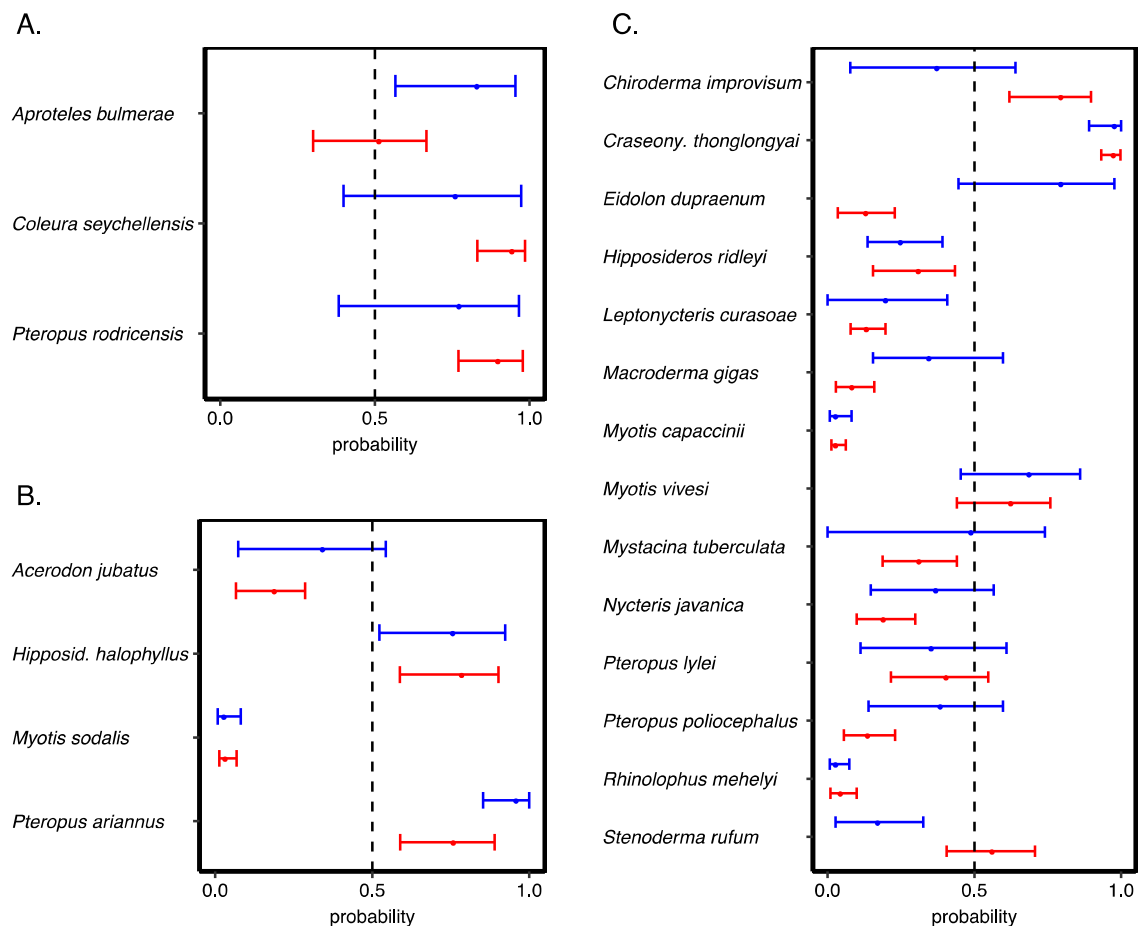 A.
Aproteles bulmerae
Coleura seychellensis
Pteropus rodricensis
0.0 0.5 1.0
probability
B.
Acerodon jubatus
Hipposid. halophyllus
Myotis sodalis
Pteropus ariannus
0.0 0.5 1.0
probability
C.
Chiroderma improvisum
Craseony. thonglongyai
Eidolon dupraenum
Hipposideros ridleyi
Leptonycteris curasoae
Macroderma gigas
Myotis capaccinii
Myotis vivesi
Mystacina tuberculata
Nycteris javanica
Pteropus lylei
Pteropus poliocephalus
Rhinolophus mehelyi
Stenoderma rufum
0.0 0.5 1.0
probability